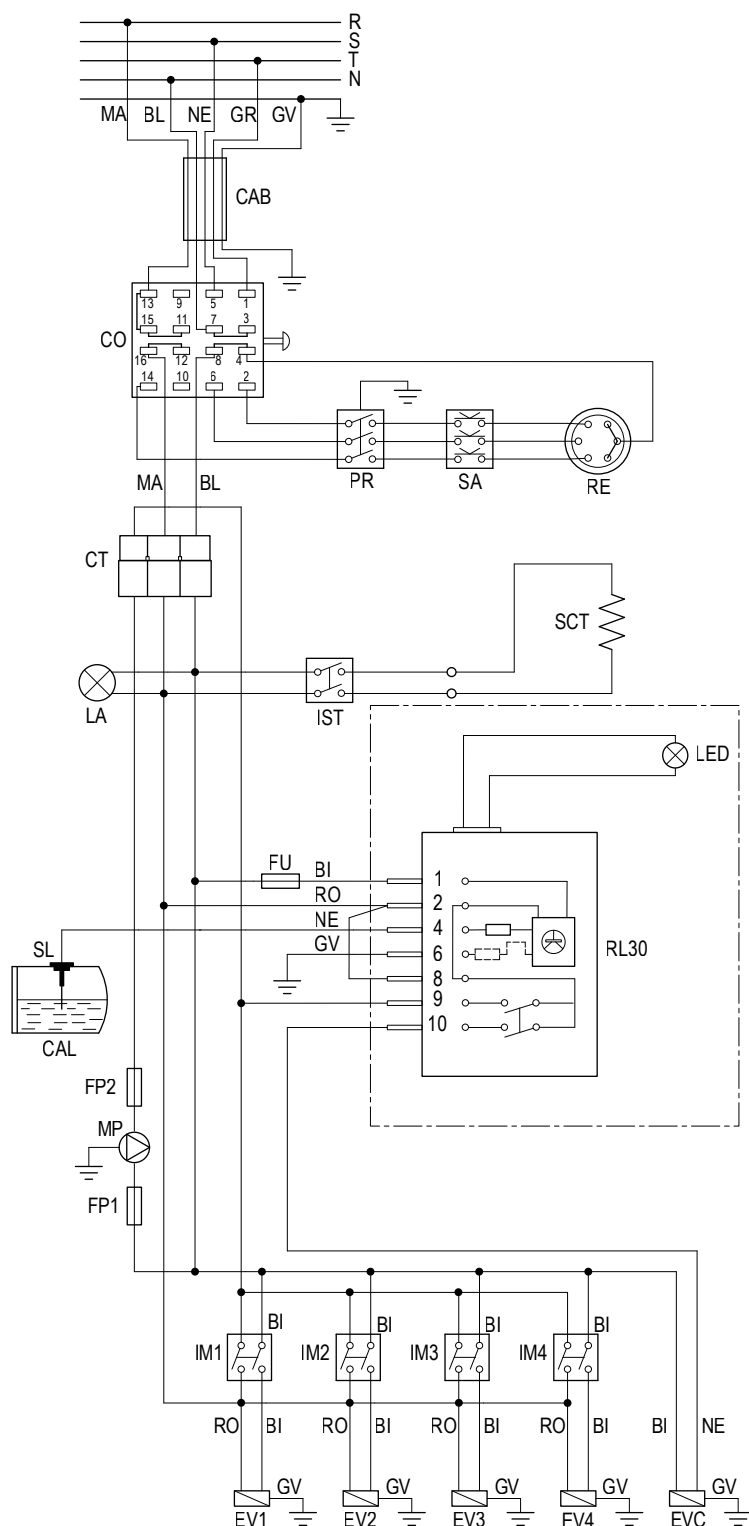 R
S
T
N
MA BL NE GR GV
CAB
13 9 5 1
15 11 7 3
CO
16 12 8 4
14 10 6 2
PR SA RE
MA BL
CT
SCT
LA IST
LED
FU BI 1
RO 2
NE 4
GV 6
SL RL30
8
9
10
CAL
FP2
MP
FP1
BI BI BI BI
IM1 IM2 IM3 IM4
RO BI RO BI RO BI RO BI BI NE
GV GV GV GV GV
EV1 EV2 EV3 EV4 EVC